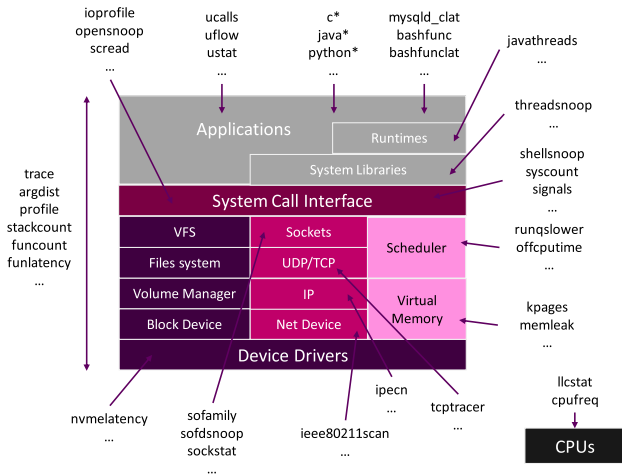 ioprofile
opensnoop
scread
...
ucalls
uflow
ustat
...
c*
java*
python*
...
mysqld_clat
bashfunc
bashfunclat
...
javathreads
...
threadsnoop
...
Applications
Runtimes
System Libraries
System Call Interface
shellsnoop
syscount
signals
...
trace
argdist
profile
stackcount
funcount
funlatency
...
VFS
Sockets
Scheduler
Files system
UDP/TCP
runqslower
offcputime
...
Volume Manager
IP
Virtual
Memory
Block Device
Net Device
kpages
memleak
...
Device Drivers
nvmelatency
...
sofamily
sofdsnoop
sockstat
...
ieee80211scan
...
ipecn
...
tcptracer
...
llcstat
cpufreq
CPUs